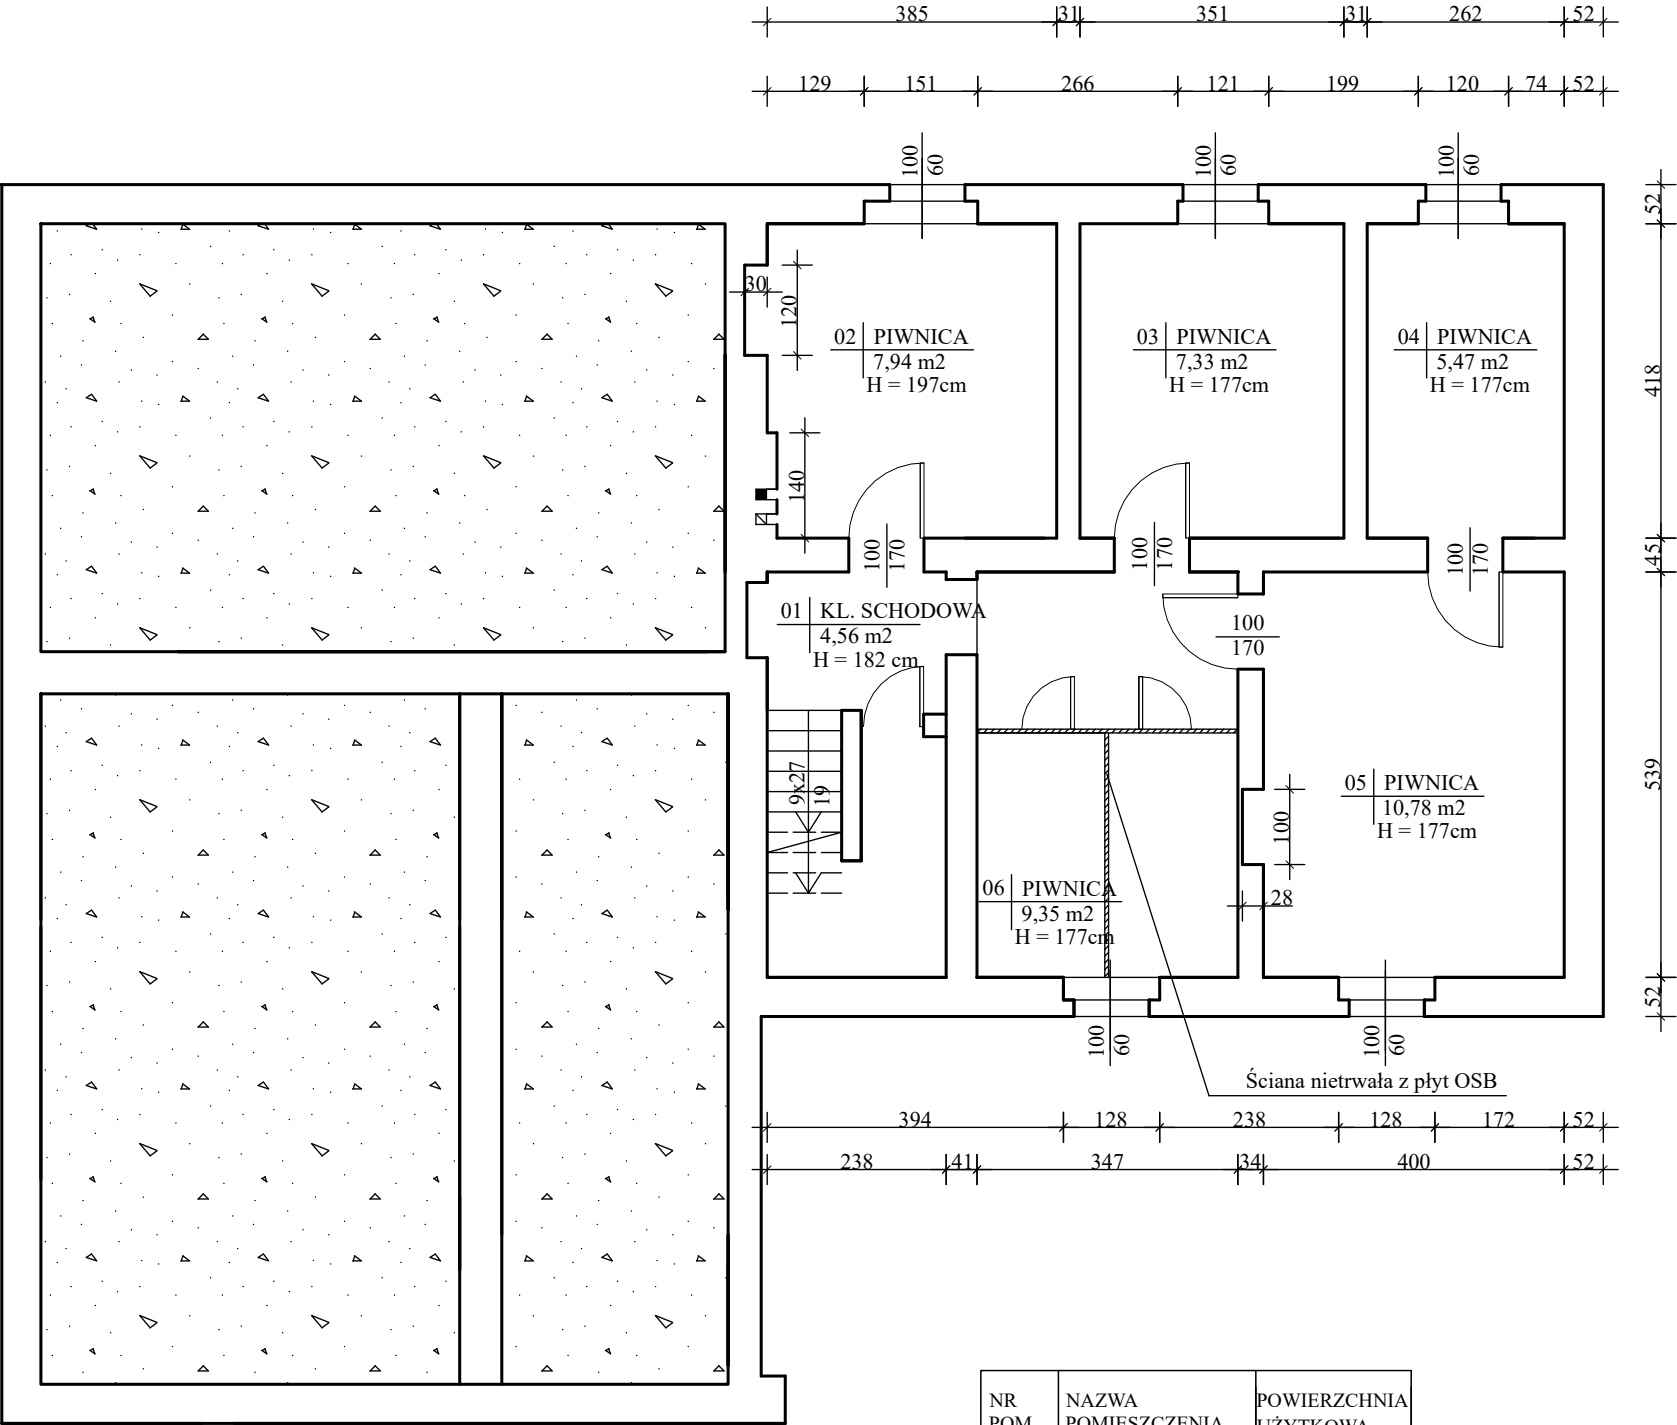 385 31 351 31 262 52
129 151 266 121 199 120 74 52
100 60 100 60 100 60
52
30
120
418
02 PIWNICA
7,94 m2
H = 197cm
03 PIWNICA
7,33 m2
H = 177cm
04 PIWNICA
5,47 m2
H = 177cm
140
100 170 100 170 100 170
45
01 KL. SCHODOWA
4,56 m2
H = 182 cm
100
170
9x27
19
539
05 PIWNICA
10,78 m2
H = 177cm
100
28
06 PIWNICA
9,35 m2
H = 177cm
52
100 60 100 60
Ściana nietrwała z płyt OSB
394 128 238 128 172 52
238 41 347 34 400 52
NR NAZWA POWIERZCHNIA
POM. POMIESZCZENIA UŻYTKOWA